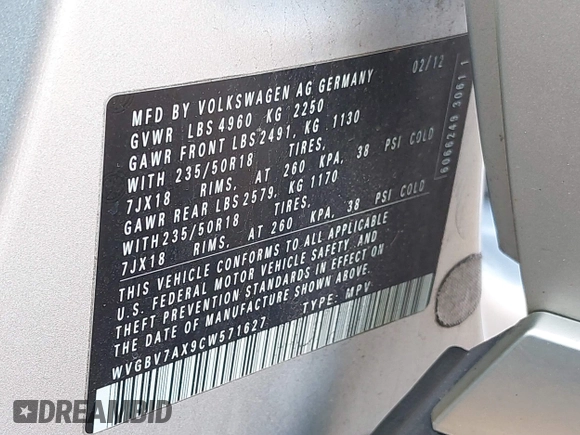 MFD BY VOLKSWAGEN AG GERMANY 02/12
GVWR LBS 4960 KG 2250
GAWR FRONT LBS 2491, KG 1130
WITH 235/50R18 TIRES,
7JX18 RIMS, AT 260 KPA, 38 PSI COLD
GAWR REAR LBS 2579, KG 1170
WITH 235/50R18 TIRES,
7JX18 RIMS, AT 260 KPA, 38 PSI COLD
THIS VEHICLE CONFORMS TO ALL APPLICABLE
U.S. FEDERAL MOTOR VEHICLE SAFETY AND
THEFT PREVENTION STANDARDS IN EFFECT ON
THE DATE OF MANUFACTURE SHOWN ABOVE.
WVGBV7AX9CW571627 TYPE: MPV
DREAMBID